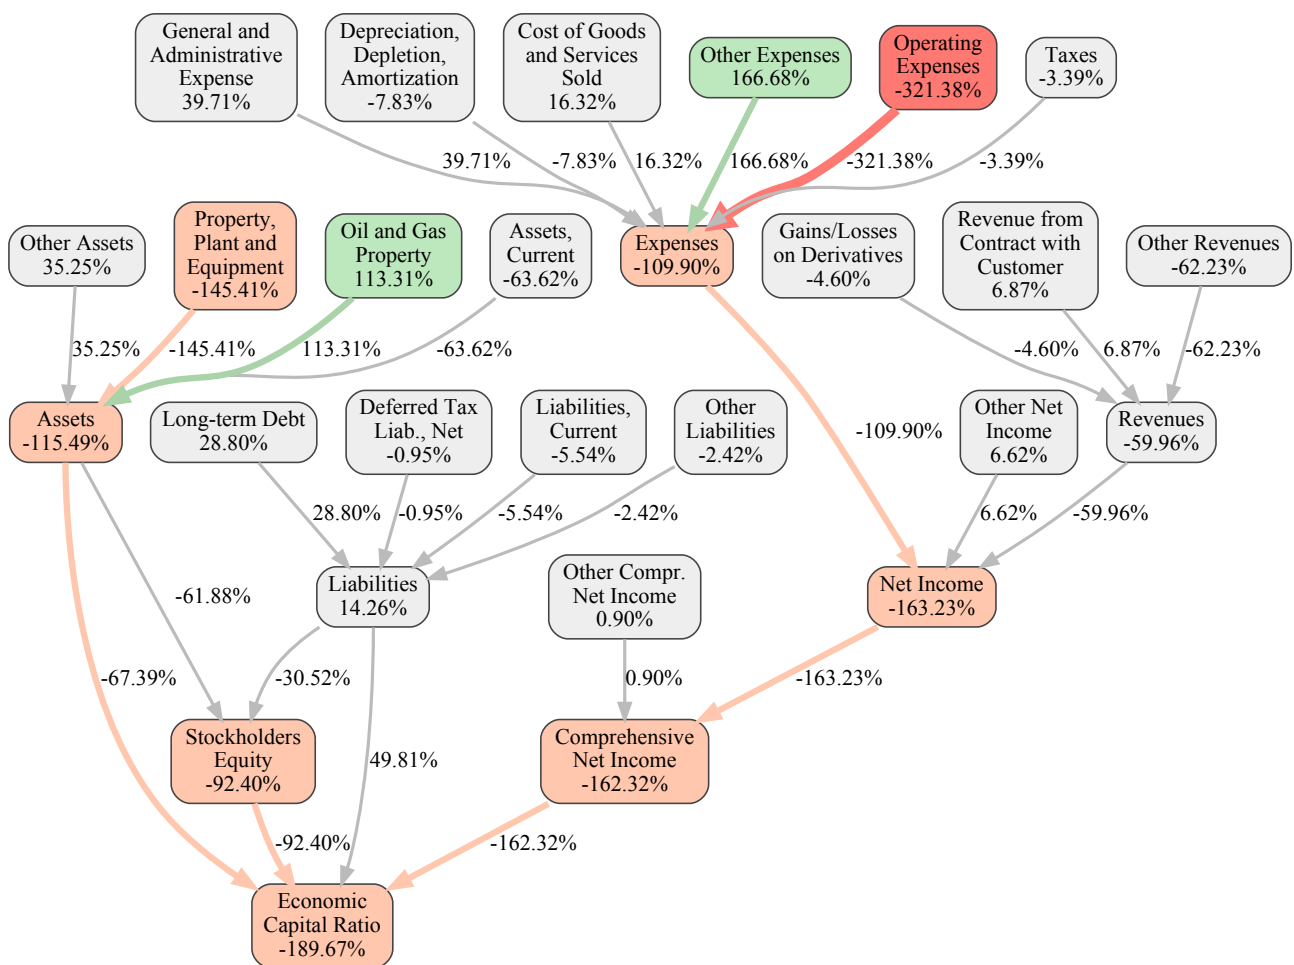 General and
Administrative
Expense
39.71%
Depreciation,
Depletion,
Amortization
-7.83%
Cost of Goods
and Services
Sold
16.32%
Other Expenses
166.68%
Operating
Expenses
-321.38%
Taxes
-3.39%
39.71%
-7.83%
16.32%
166.68%
-321.38%
-3.39%
Other Assets
35.25%
Property,
Plant and
Equipment
-145.41%
Oil and Gas
Property
113.31%
Assets,
Current
-63.62%
Expenses
-109.90%
Gains/Losses
on Derivatives
-4.60%
Revenue from
Contract with
Customer
6.87%
Other Revenues
-62.23%
35.25%
-145.41%
113.31%
-63.62%
-4.60%
6.87%
-62.23%
Assets
-115.49%
Long-term Debt
28.80%
Deferred Tax
Liab., Net
-0.95%
Liabilities,
Current
-5.54%
Other
Liabilities
-2.42%
-109.90%
Other Net
Income
6.62%
Revenues
-59.96%
28.80%
-0.95%
-5.54%
-2.42%
6.62%
-59.96%
-61.88%
Liabilities
14.26%
Other Compr.
Net Income
0.90%
Net Income
-163.23%
-67.39%
-30.52%
0.90%
-163.23%
Stockholders
Equity
-92.40%
49.81%
Comprehensive
Net Income
-162.32%
-92.40%
-162.32%
Economic
Capital Ratio
-189.67%